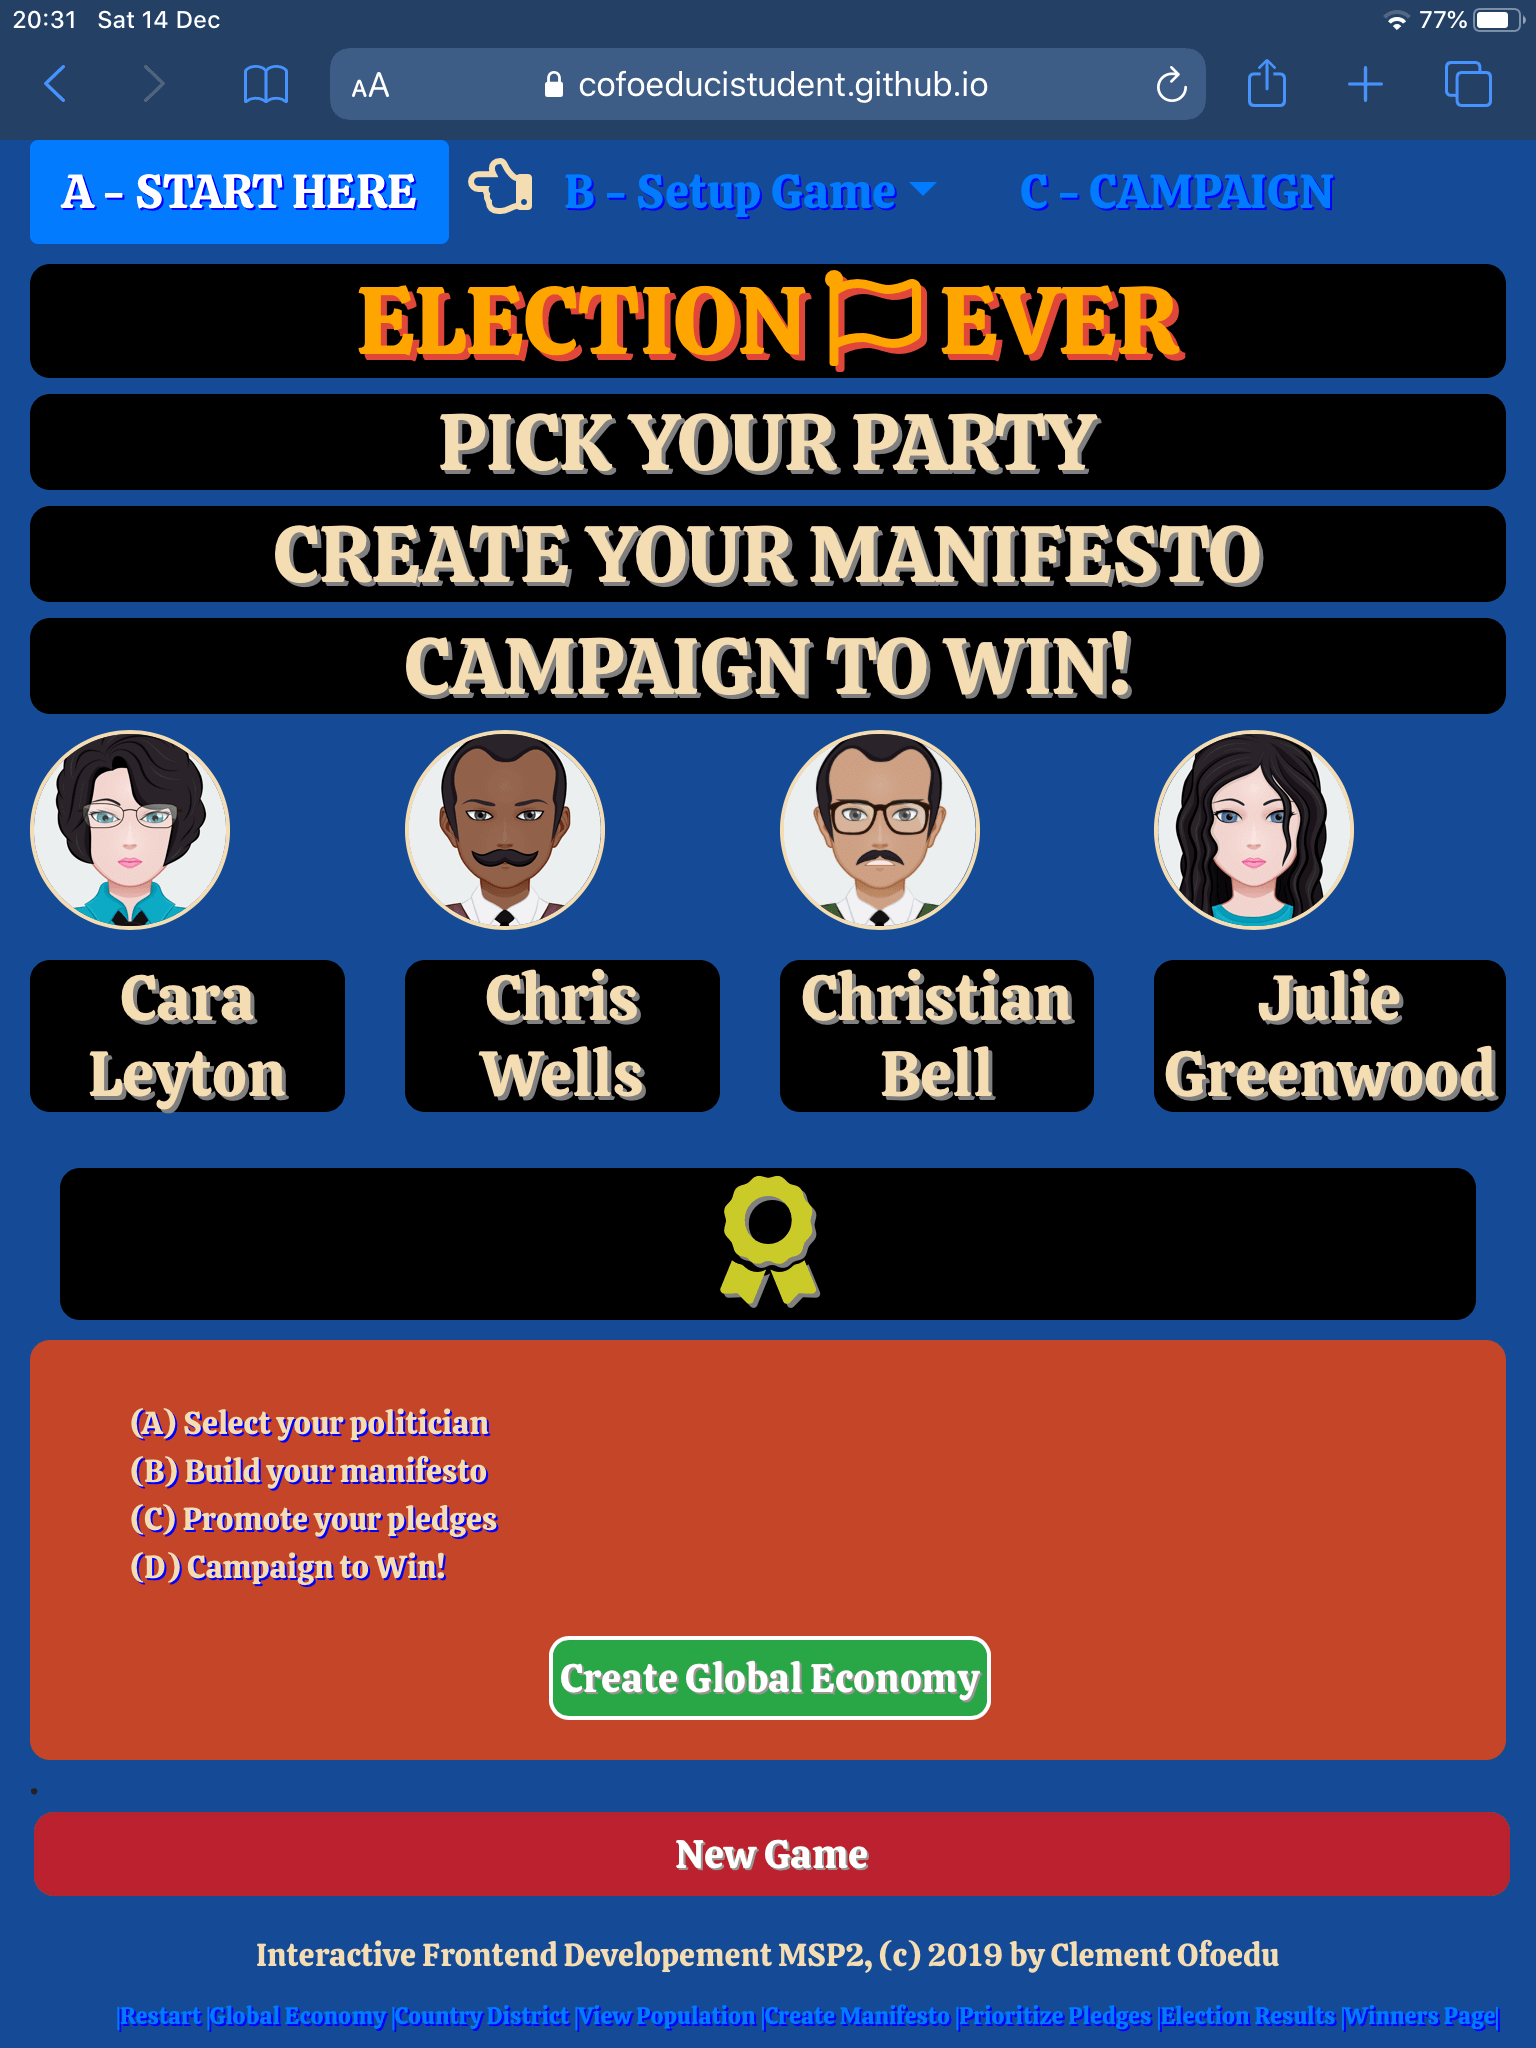 20:31 Sat 14 Dec 77%
AA cofoeducistudent.github.io
A - START HERE B - Setup Game C - CAMPAIGN
ELECTION EVER
PICK YOUR PARTY
CREATE YOUR MANIFESTO
CAMPAIGN TO WIN!
Cara Leyton
Chris Wells
Christian Bell
Julie Greenwood
(A) Select your politician
(B) Build your manifesto
(C) Promote your pledges
(D) Campaign to Win!
Create Global Economy
.
New Game
Interactive Frontend Developement MSP2, (c) 2019 by Clement Ofoedu
|Restart |Global Economy |Country District |View Population |Create Manifesto |Prioritize Pledges |Election Results |Winners Page|